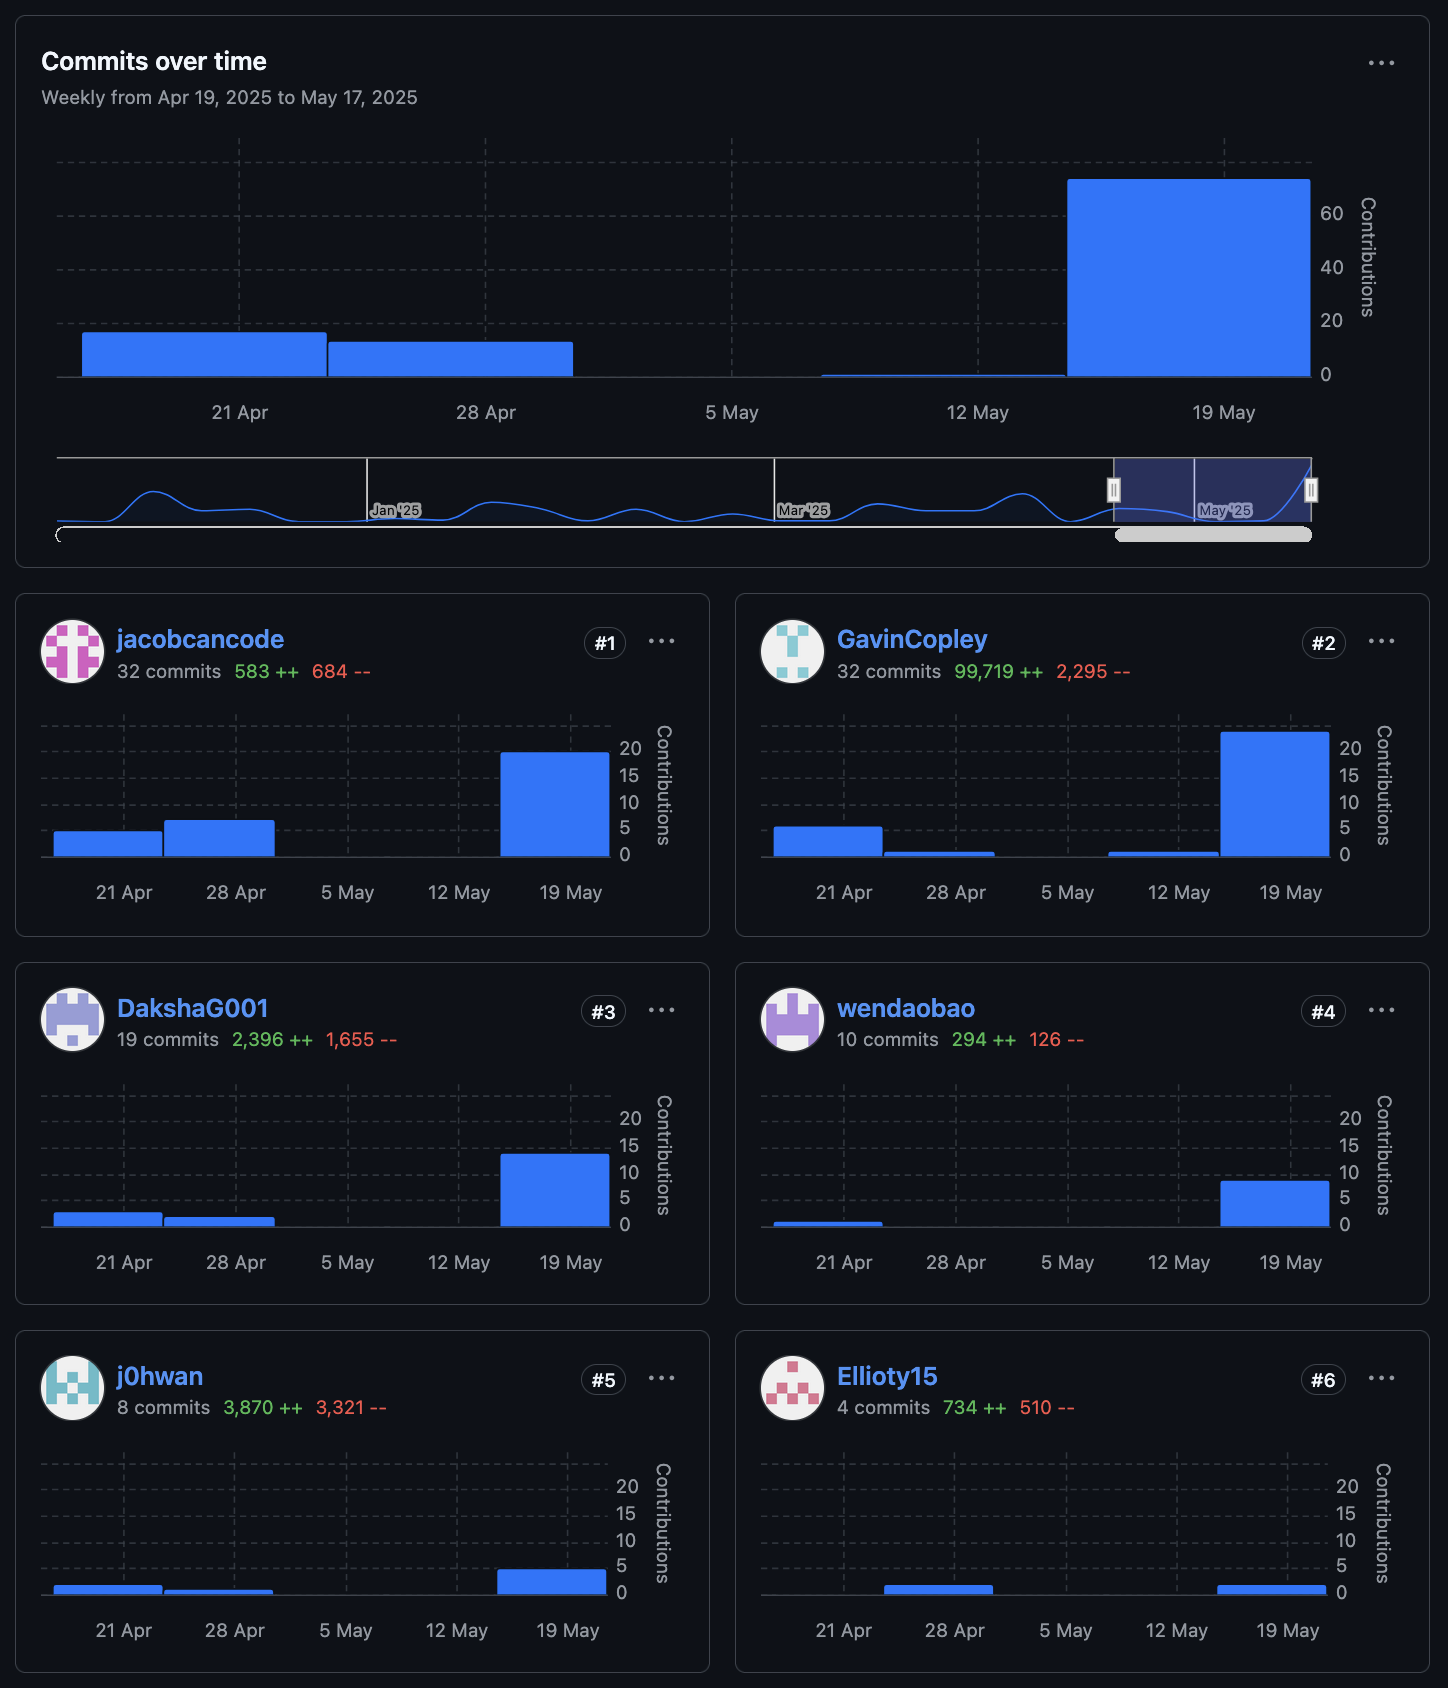 Commits over time
Weekly from Apr 19, 2025 to May 17, 2025
60
40
20
0
Contributions
21 Apr 28 Apr 5 May 12 May 19 May
Jan '25 Mar '25 May '25
jacobcancode #1
32 commits 583 ++ 684 --
20
15
10
5
0
Contributions
21 Apr 28 Apr 5 May 12 May 19 May
GavinCopley #2
32 commits 99,719 ++ 2,295 --
20
15
10
5
0
Contributions
21 Apr 28 Apr 5 May 12 May 19 May
DakshaG001 #3
19 commits 2,396 ++ 1,655 --
20
15
10
5
0
Contributions
21 Apr 28 Apr 5 May 12 May 19 May
wendaobao #4
10 commits 294 ++ 126 --
20
15
10
5
0
Contributions
21 Apr 28 Apr 5 May 12 May 19 May
j0hwan #5
8 commits 3,870 ++ 3,321 --
20
15
10
5
0
Contributions
21 Apr 28 Apr 5 May 12 May 19 May
Ellioty15 #6
4 commits 734 ++ 510 --
20
15
10
5
0
Contributions
21 Apr 28 Apr 5 May 12 May 19 May